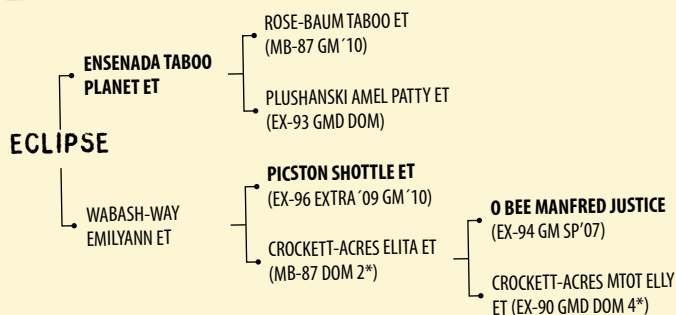 ROSE-BAUM TABOO ET
(MB-87 GM´10)
ENSENADA TABOO
PLANET ET
PLUSHANSKI AMEL PATTY ET
(EX-93 GMD DOM)
ECLIPSE
PICSTON SHOTTLE ET
(EX-96 EXTRA´09 GM´10)
WABASH-WAY
EMILYANN ET
CROCKETT-ACRES ELITA ET
(MB-87 DOM 2*)
O BEE MANFRED JUSTICE
(EX-94 GM SP’07)
CROCKETT-ACRES MTOT ELLY
ET (EX-90 GMD DOM 4*)